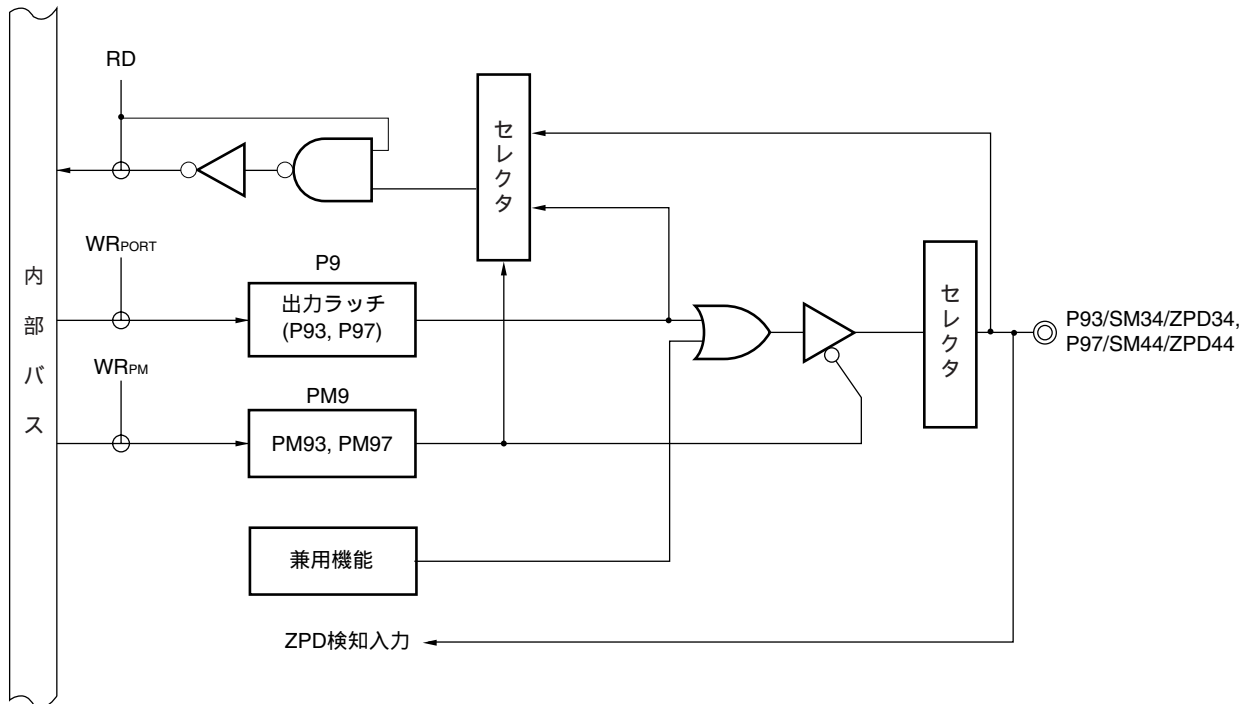 RD
セレクタ
WRPORT
P9
内部バス
出力ラッチ
(P93, P97)
セレクタ
P93/SM34/ZPD34,
P97/SM44/ZPD44
WRPM
PM9
PM93, PM97
兼用機能
ZPD検知入力